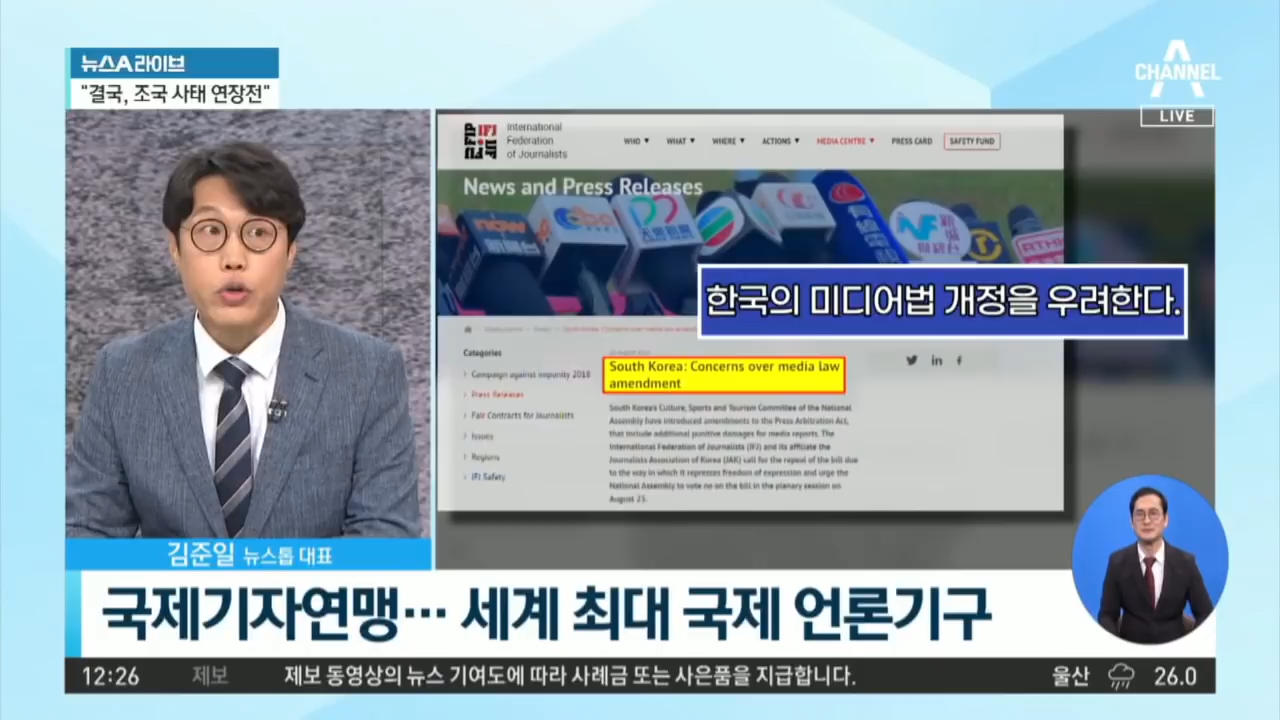 뉴스A 라이브
"결국, 조국 사태 연장전"
CHANNEL A
LIVE
IFJ
FIP
International
Federation
of Journalists
WHO ▼ WHAT ▼ WHERE ▼ ACTIONS ▼ MEDIA CENTRE ▼ PRESS CARD SAFETY FUND
News and Press Releases
now
NF
한국의 미디어법 개정을 우려한다.
Categories
Campaign against impunity 2018
Press Releases
Fair Contracts for Journalists
Issues
Regions
IFJ Safety
South Korea: Concerns over media law
amendment
South Korea's Culture, Sports and Tourism Committee of the National
Assembly have introduced amendments to the Press Arbitration Act,
that include additional punitive damages for media reports. The
International Federation of Journalists (IFJ) and its affiliate the
Journalists Association of Korea (JAK) call for the repeal of the bill due
to the way in which it represses freedom of expression and urge the
National Assembly to vote no on the bill in the plenary session on
August 25.
김준일 뉴스톱 대표
국제기자연맹… 세계 최대 국제 언론기구
12:26 제보 제보 동영상의 뉴스 기여도에 따라 사례금 또는 사은품을 지급합니다. 울산 26.0